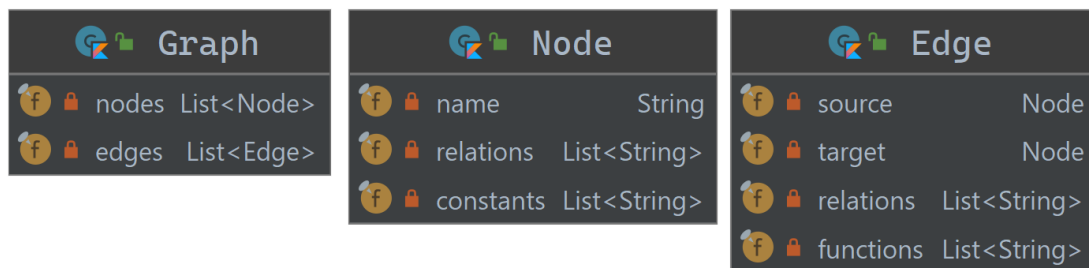 Graph
nodes List<Node>
edges List<Edge>
Node
name String
relations List<String>
constants List<String>
Edge
source Node
target Node
relations List<String>
functions List<String>